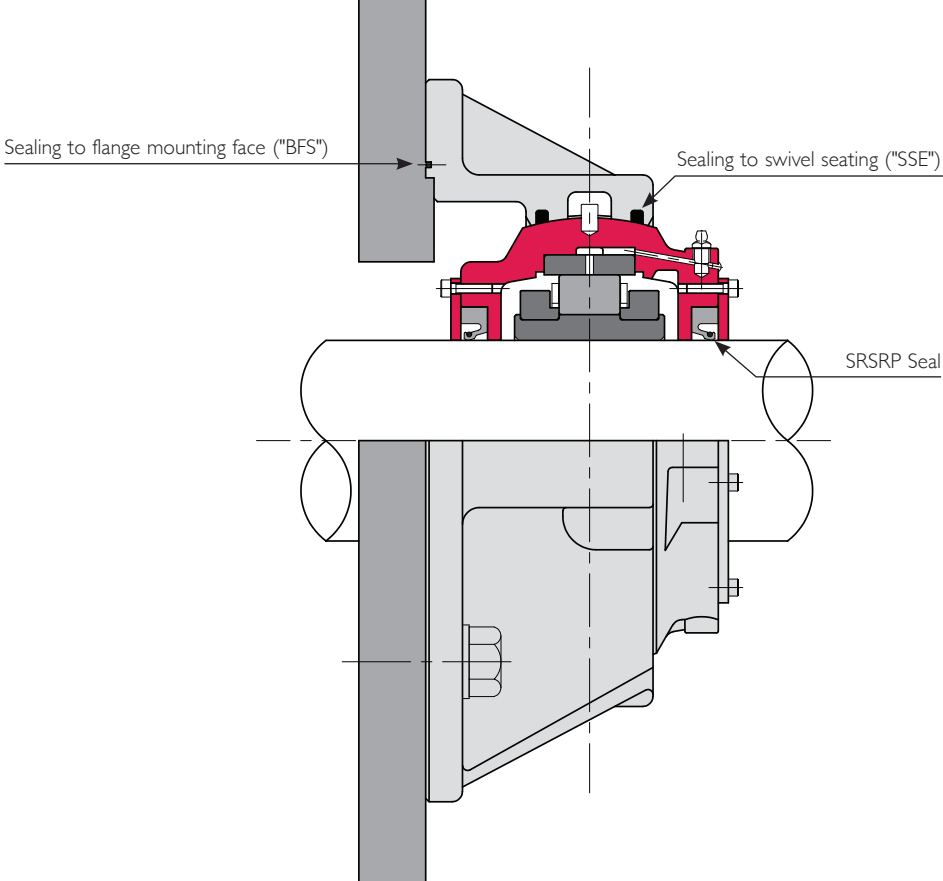 Sealing to flange mounting face ("BFS")
Sealing to swivel seating ("SSE")
SRSRP Seal